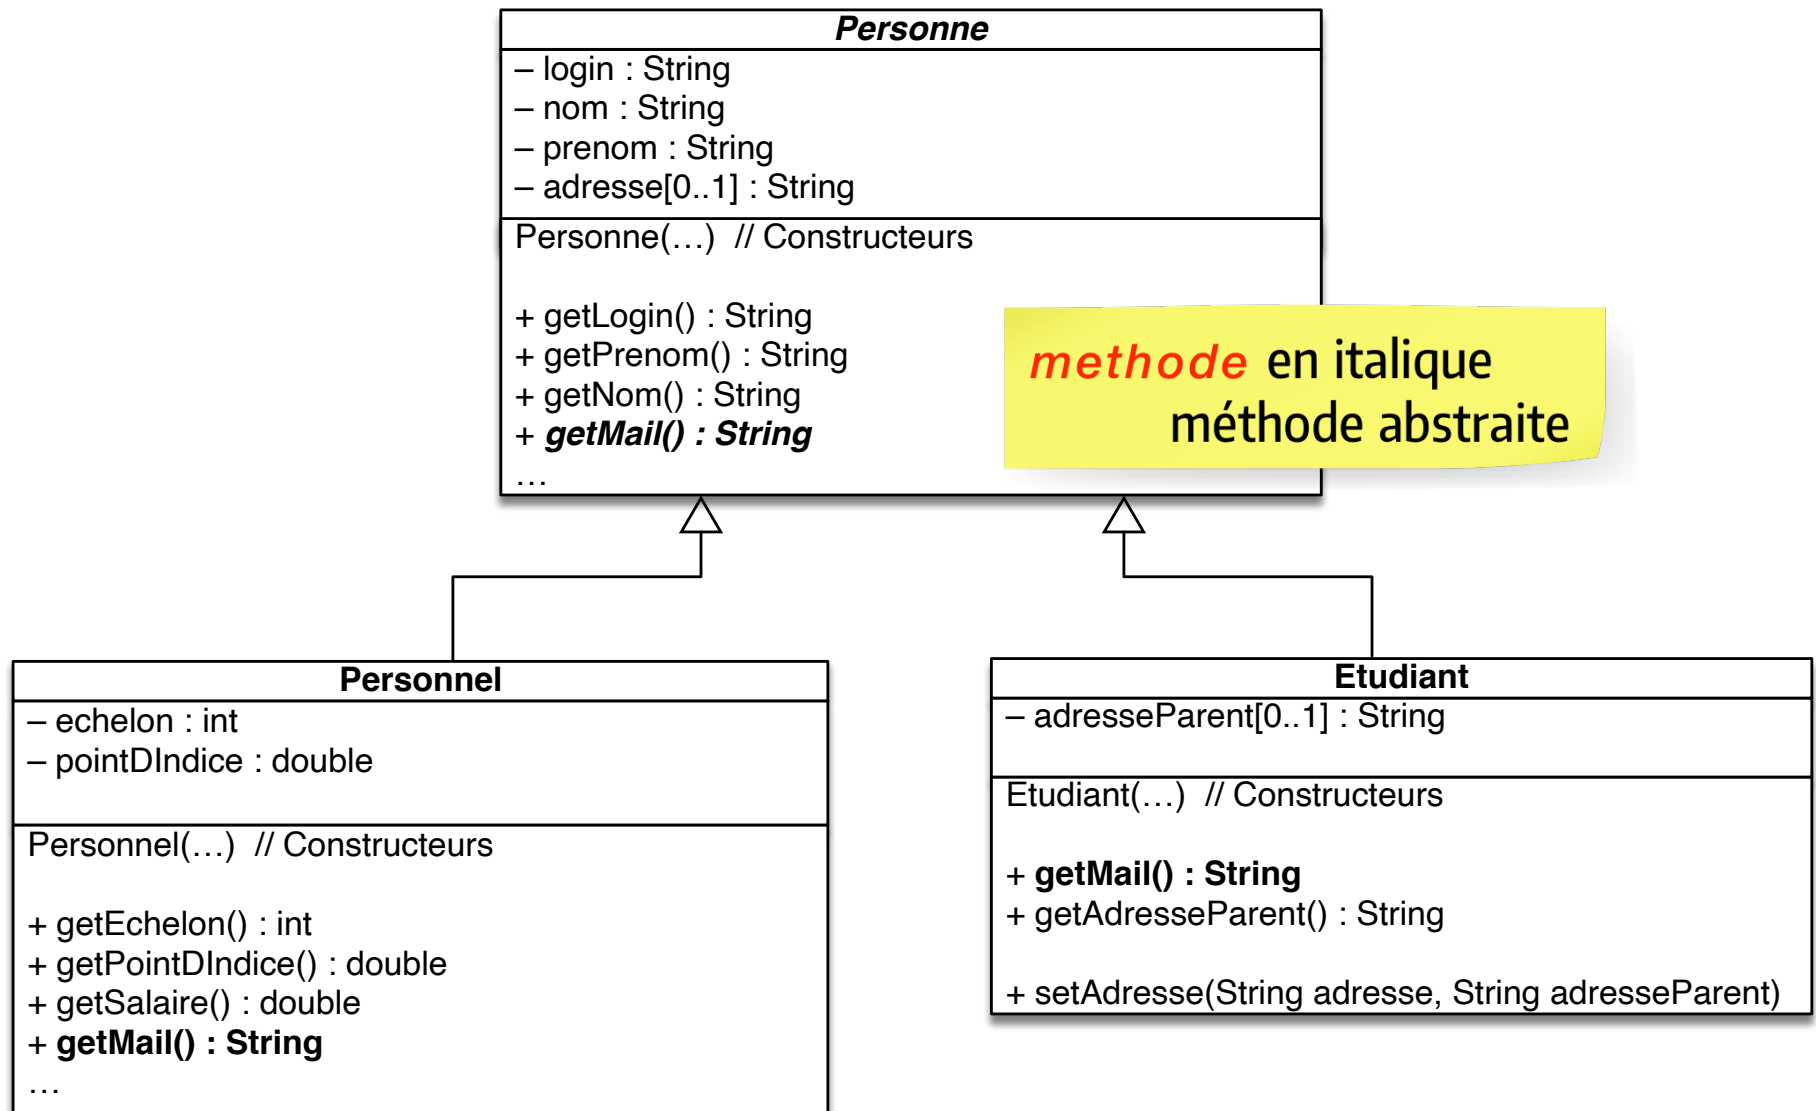 Personne
– login : String
– nom : String
– prenom : String
– adresse[0..1] : String
Personne(…)  // Constructeurs
+ getLogin() : String
+ getPrenom() : String
+ getNom() : String
+ getMail() : String
…
methode en italique
méthode abstraite
Personnel
– echelon : int
– pointDIndice : double
Personnel(…)  // Constructeurs
+ getEchelon() : int
+ getPointDIndice() : double
+ getSalaire() : double
+ getMail() : String
…
Etudiant
– adresseParent[0..1] : String
Etudiant(…)  // Constructeurs
+ getMail() : String
+ getAdresseParent() : String
+ setAdresse(String adresse, String adresseParent)